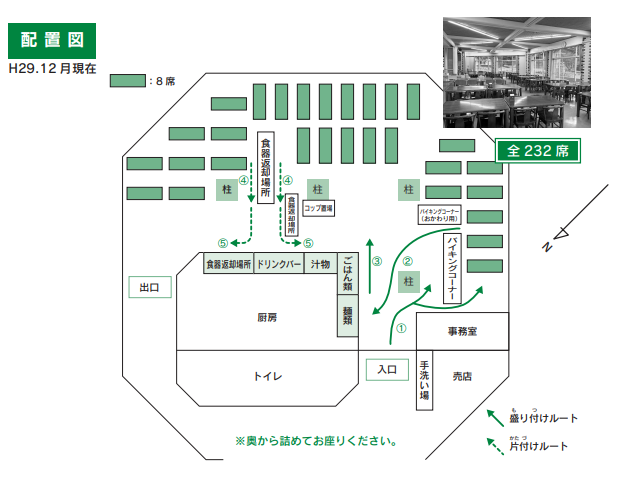 配置図
H29.12月現在
：8席
全232席
食器返却場所
④
④
柱
柱
柱
食器返却場所
コップ置場
バイキングコーナー
（おかわり用）
バイキングコーナー
N
⑤
⑤
②
③
食器返却場所
ドリンクバー
汁物
ごはん類
柱
出口
厨房
麺類
①
事務室
トイレ
入口
手洗い場
売店
盛り付けルート
も
つ
片付けルート
かた づ
※奥から詰めてお座りください。